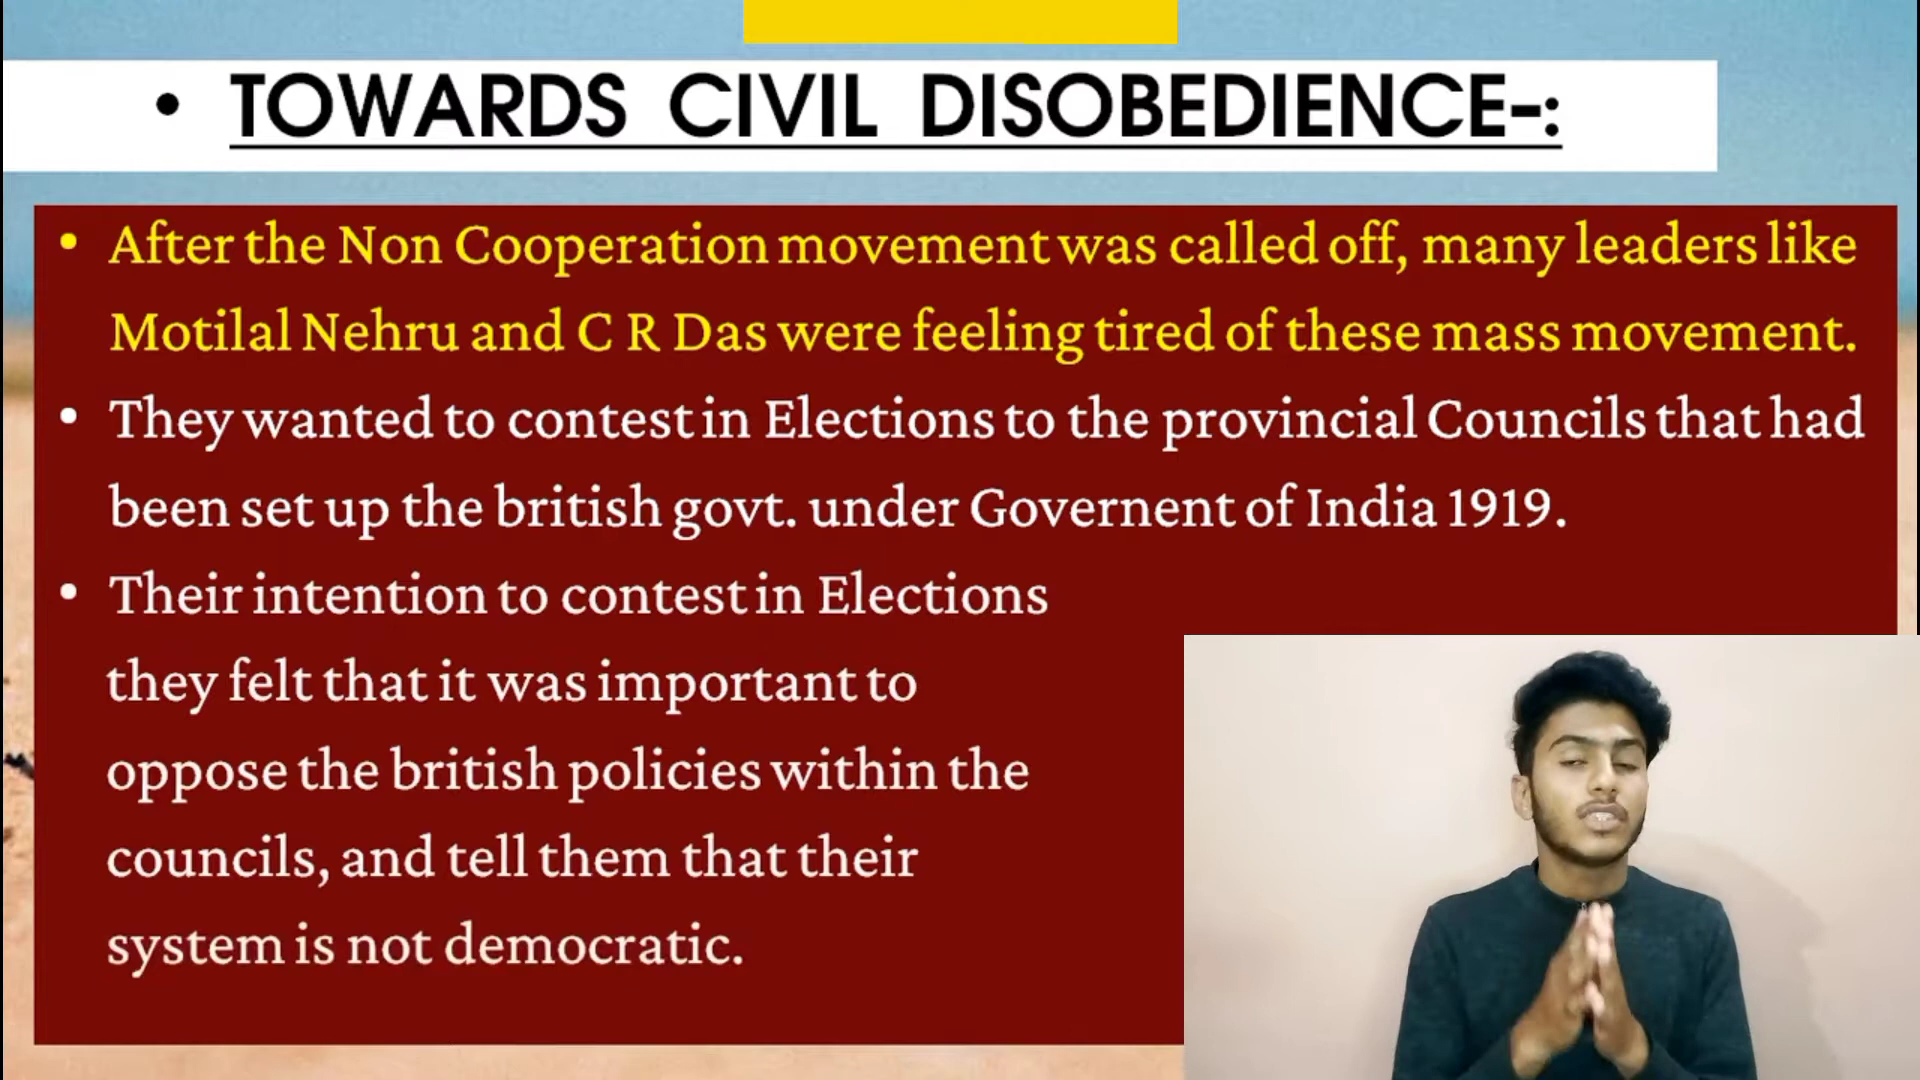 • TOWARDS CIVIL DISOBEDIENCE-:
• After the Non Cooperation movement was called off, many leaders like
Motilal Nehru and C R Das were feeling tired of these mass movement.
• They wanted to contest in Elections to the provincial Councils that had
been set up the british govt. under Governent of India 1919.
• Their intention to contest in Elections
they felt that it was important to
oppose the british policies within the
councils, and tell them that their
system is not democratic.